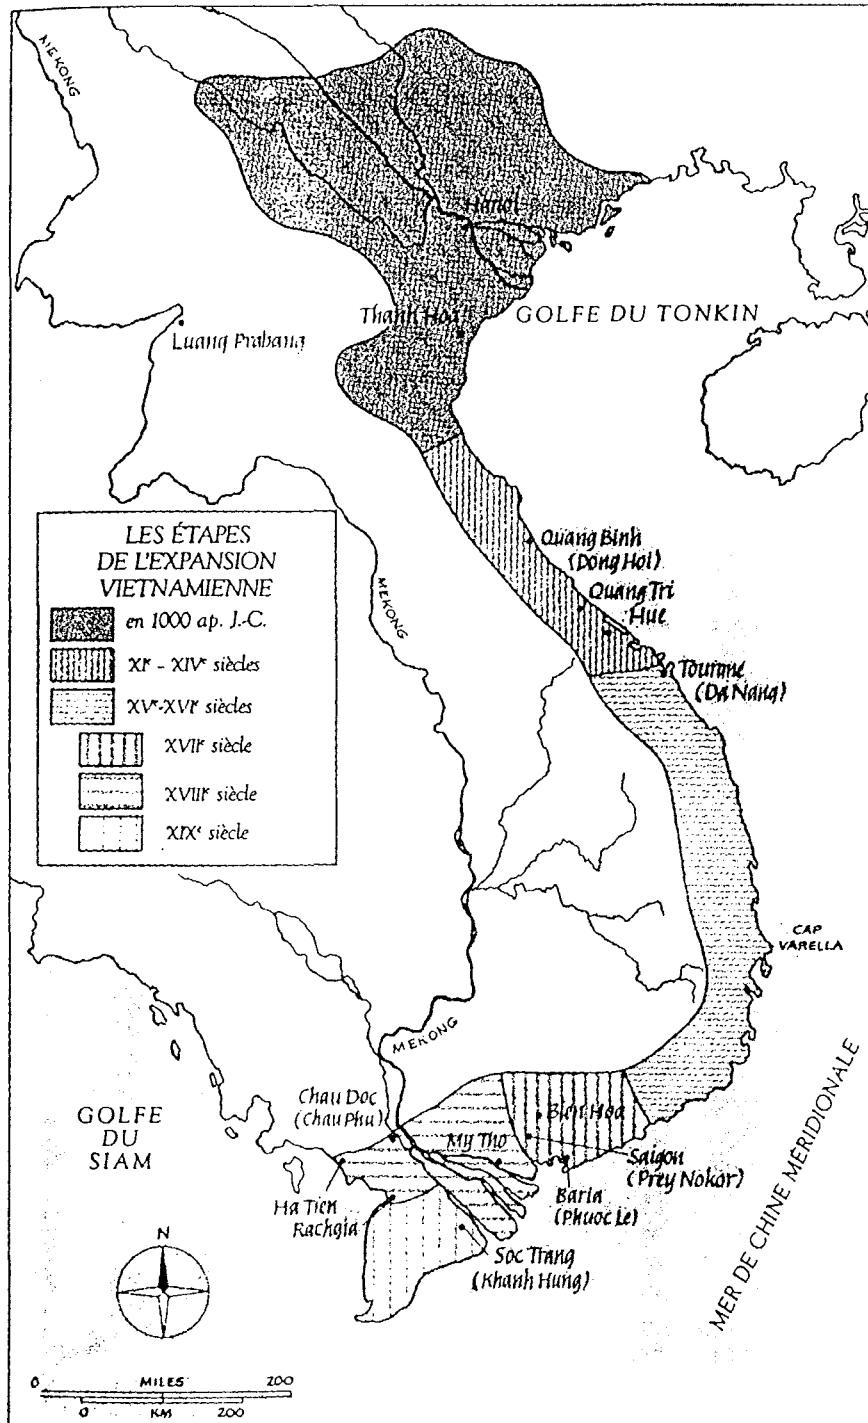 MEKONG
Hanoi
Thanh Hoa
GOLFE DU TONKIN
Luang Prabang
LES ÉTAPES
DE L'EXPANSION
VIETNAMIENNE
en 1000 ap. J.-C.
XIe - XIVe siècles
XVe-XVIe siècles
XVIIe siècle
XVIIIe siècle
XIXe siècle
MEKONG
Quang Binh
(Dong Hoi)
Quang Tri
Hue
Tourane
(Da Nang)
CAP
VARELLA
MEKONG
Chau Doc
(Chau Phu)
GOLFE
DU
SIAM
My Tho
Bien Hoa
Saigon
(Prey Nokor)
Baria
(Phuoc Le)
Ha Tien
Rachgia
Soc Trang
(Khanh Hung)
MER DE CHINE MÉRIDIONALE
N
0 MILES 200
0 KM 200